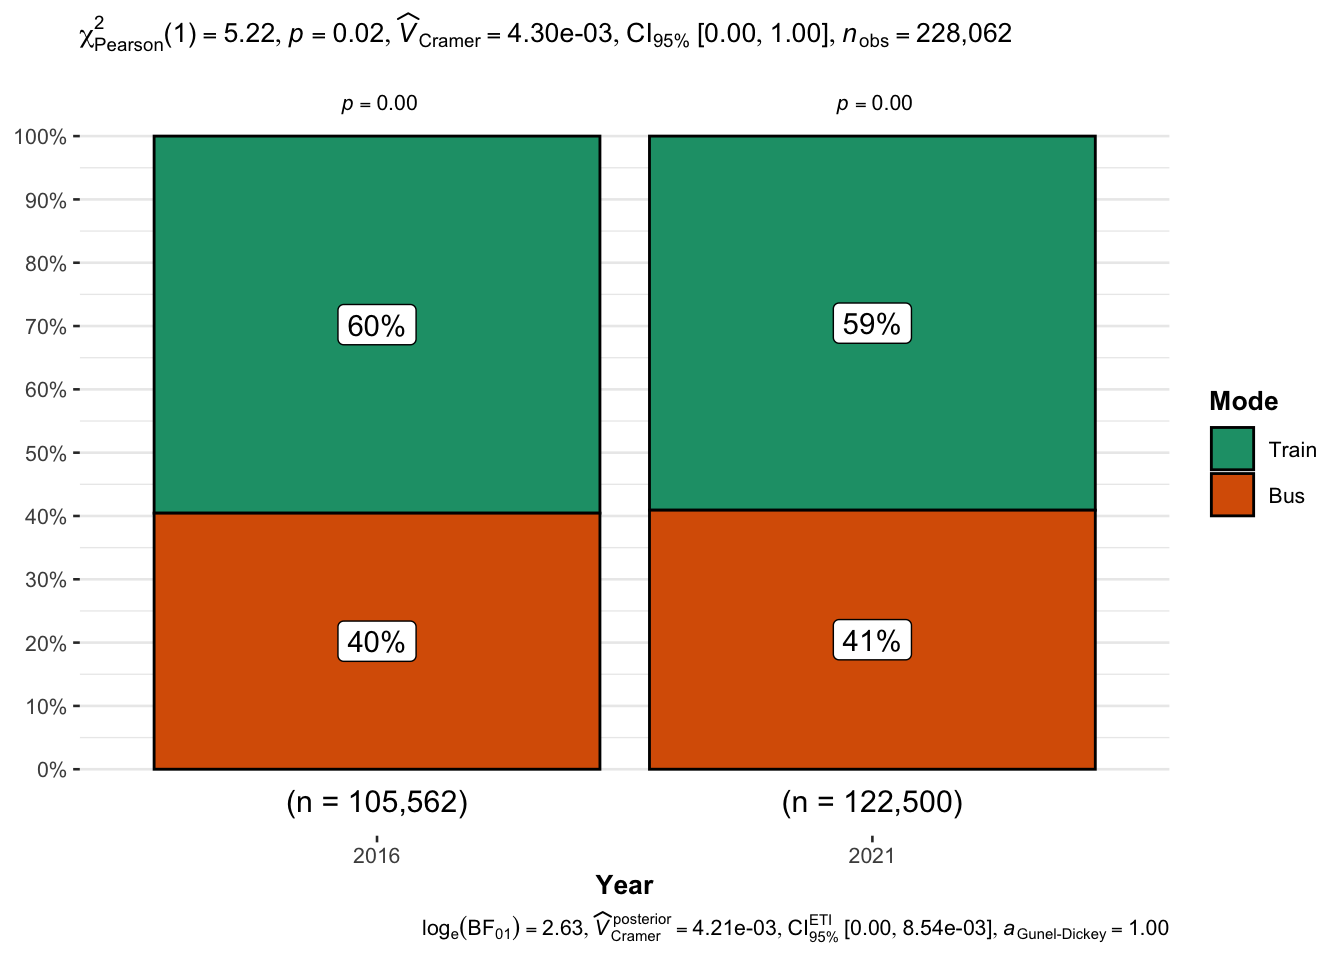 χ²Pearson(1) = 5.22, p = 0.02, V̂Cramer = 4.30e-03, CI95% [0.00, 1.00], nobs = 228,062
p = 0.00
p = 0.00
100%
90%
80%
70%
60%
50%
40%
30%
20%
10%
0%
60%
59%
40%
41%
Mode
Train
Bus
(n = 105,562)
(n = 122,500)
2016
2021
Year
loge(BF01) = 2.63, V̂Cramer posterior = 4.21e-03, CI95% ETI [0.00, 8.54e-03], aGunel-Dickey = 1.00